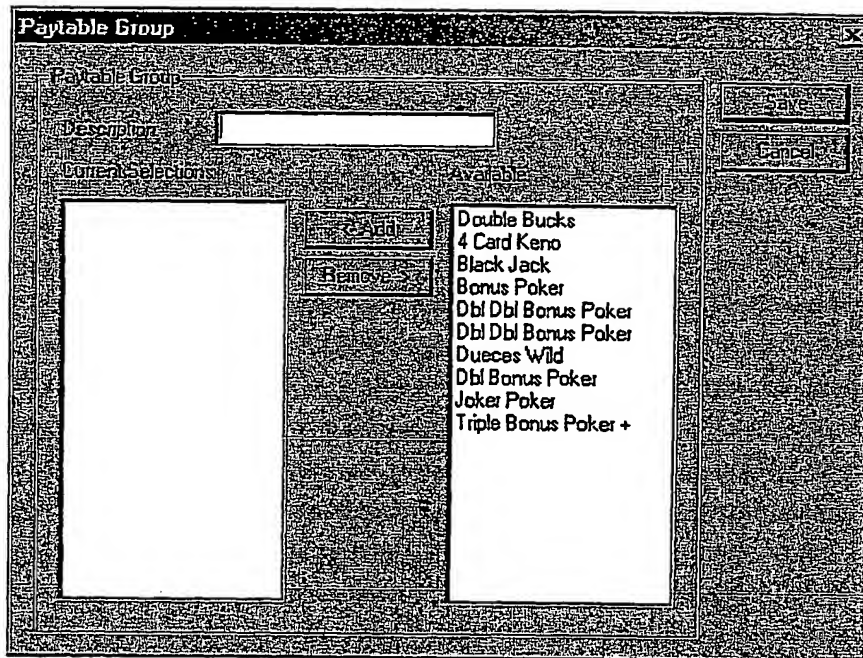 Paytable Group
Paytable Group
Description
Save
Cancel
Current Selections
Available
< Add
Remove >
Double Bucks
4 Card Keno
Black Jack
Bonus Poker
Dbl Dbl Bonus Poker
Dbl Dbl Bonus Poker
Dueces Wild
Dbl Bonus Poker
Joker Poker
Triple Bonus Poker +